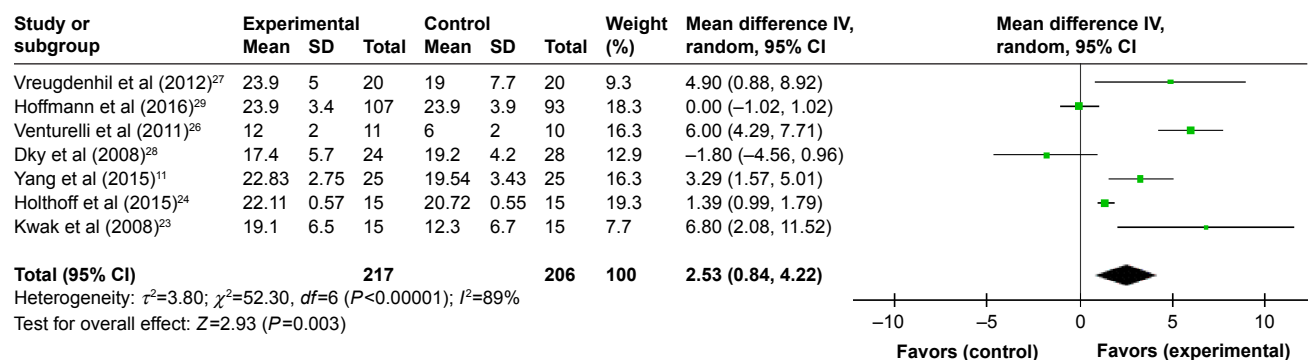 Study or subgroup Experimental Control Weight (%) Mean difference IV, random, 95% CI Mean difference IV, random, 95% CI
Mean SD Total Mean SD Total
Vreugdenhil et al (2012)²⁷ 23.9 5 20 19 7.7 20 9.3 4.90 (0.88, 8.92)
Hoffmann et al (2016)²⁹ 23.9 3.4 107 23.9 3.9 93 18.3 0.00 (–1.02, 1.02)
Venturelli et al (2011)²⁶ 12 2 11 6 2 10 16.3 6.00 (4.29, 7.71)
Dky et al (2008)²⁸ 17.4 5.7 24 19.2 4.2 28 12.9 –1.80 (–4.56, 0.96)
Yang et al (2015)¹¹ 22.83 2.75 25 19.54 3.43 25 16.3 3.29 (1.57, 5.01)
Holthoff et al (2015)²⁴ 22.11 0.57 15 20.72 0.55 15 19.3 1.39 (0.99, 1.79)
Kwak et al (2008)²³ 19.1 6.5 15 12.3 6.7 15 7.7 6.80 (2.08, 11.52)
Total (95% CI) 217 206 100 2.53 (0.84, 4.22)
Heterogeneity: τ²=3.80; χ²=52.30, df=6 (P<0.00001); I²=89%
Test for overall effect: Z=2.93 (P=0.003)
–10 –5 0 5 10
Favors (control) Favors (experimental)